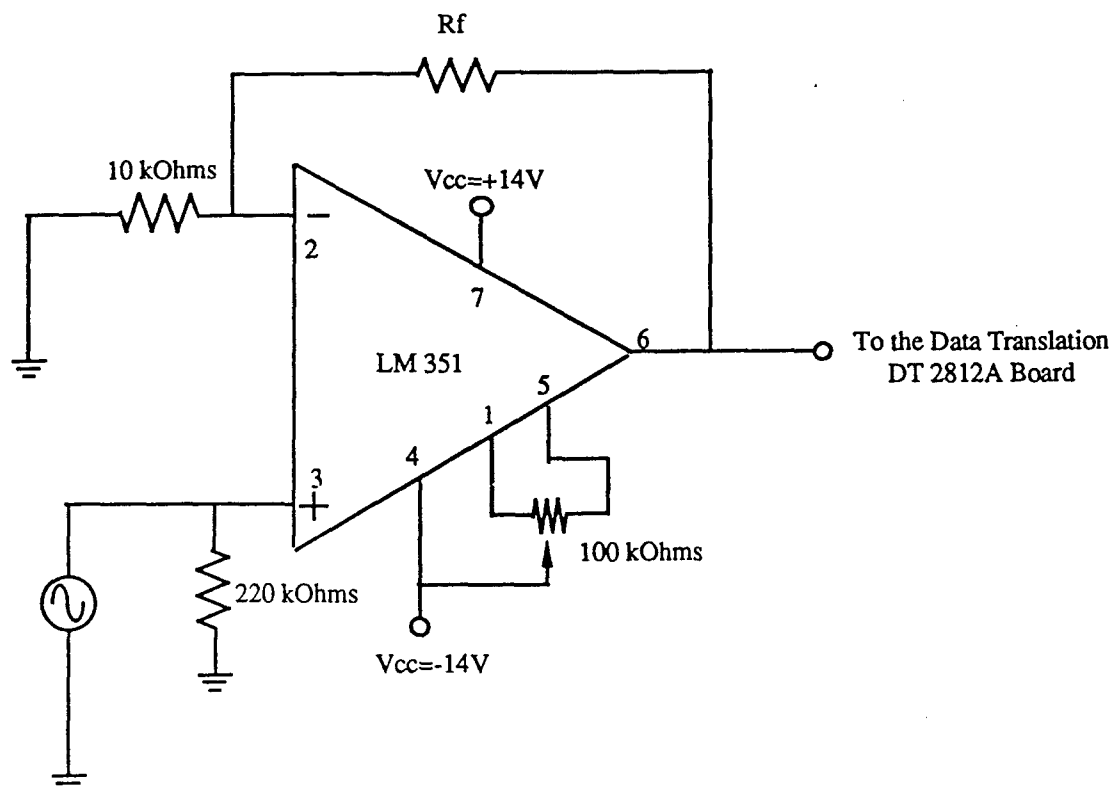 Rf
10 kOhms
Vcc=+14V
2
7
6
To the Data Translation
DT 2812A Board
LM 351
5
1
4
3
100 kOhms
220 kOhms
Vcc=-14V